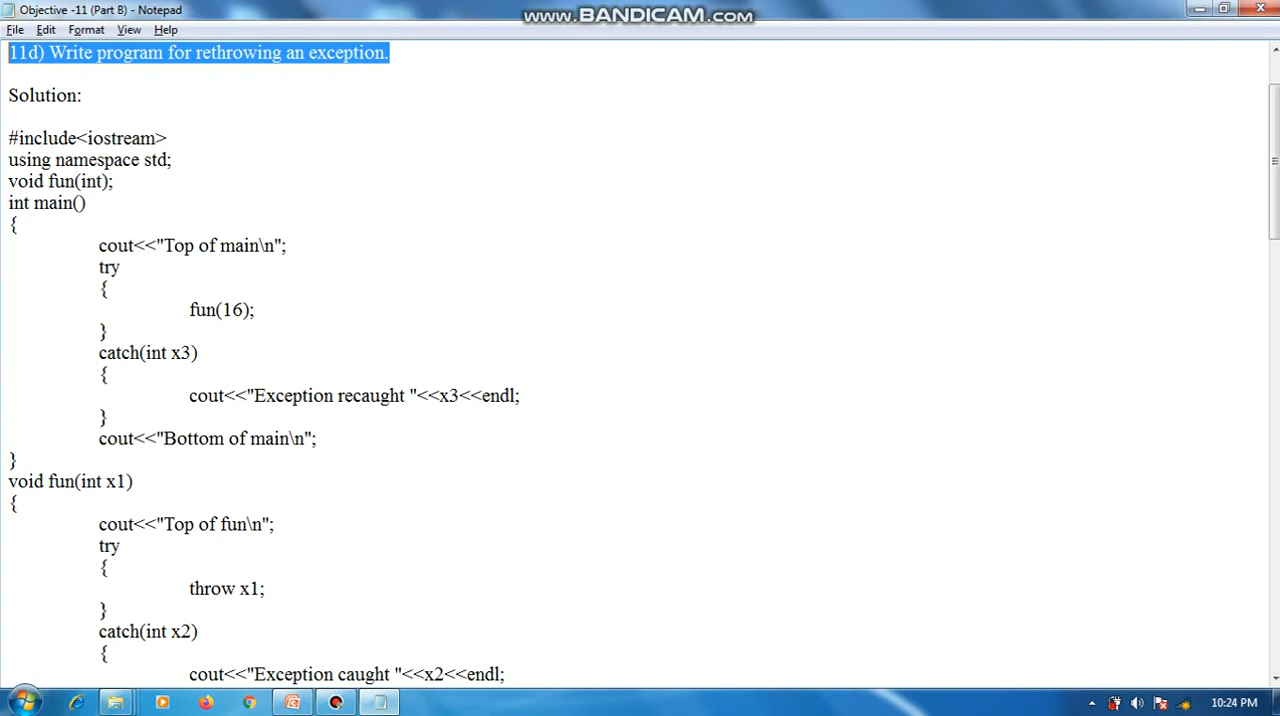 Objective -11 (Part B) - Notepad
www.BANDICAM.com
File Edit Format View Help
11d) Write program for rethrowing an exception.
Solution:
#include<iostream>
using namespace std;
void fun(int);
int main()
{
cout<<"Top of main\n";
try
{
fun(16);
}
catch(int x3)
{
cout<<"Exception recaught "<<x3<<endl;
}
cout<<"Bottom of main\n";
}
void fun(int x1)
{
cout<<"Top of fun\n";
try
{
throw x1;
}
catch(int x2)
{
cout<<"Exception caught "<<x2<<endl;
10:24 PM